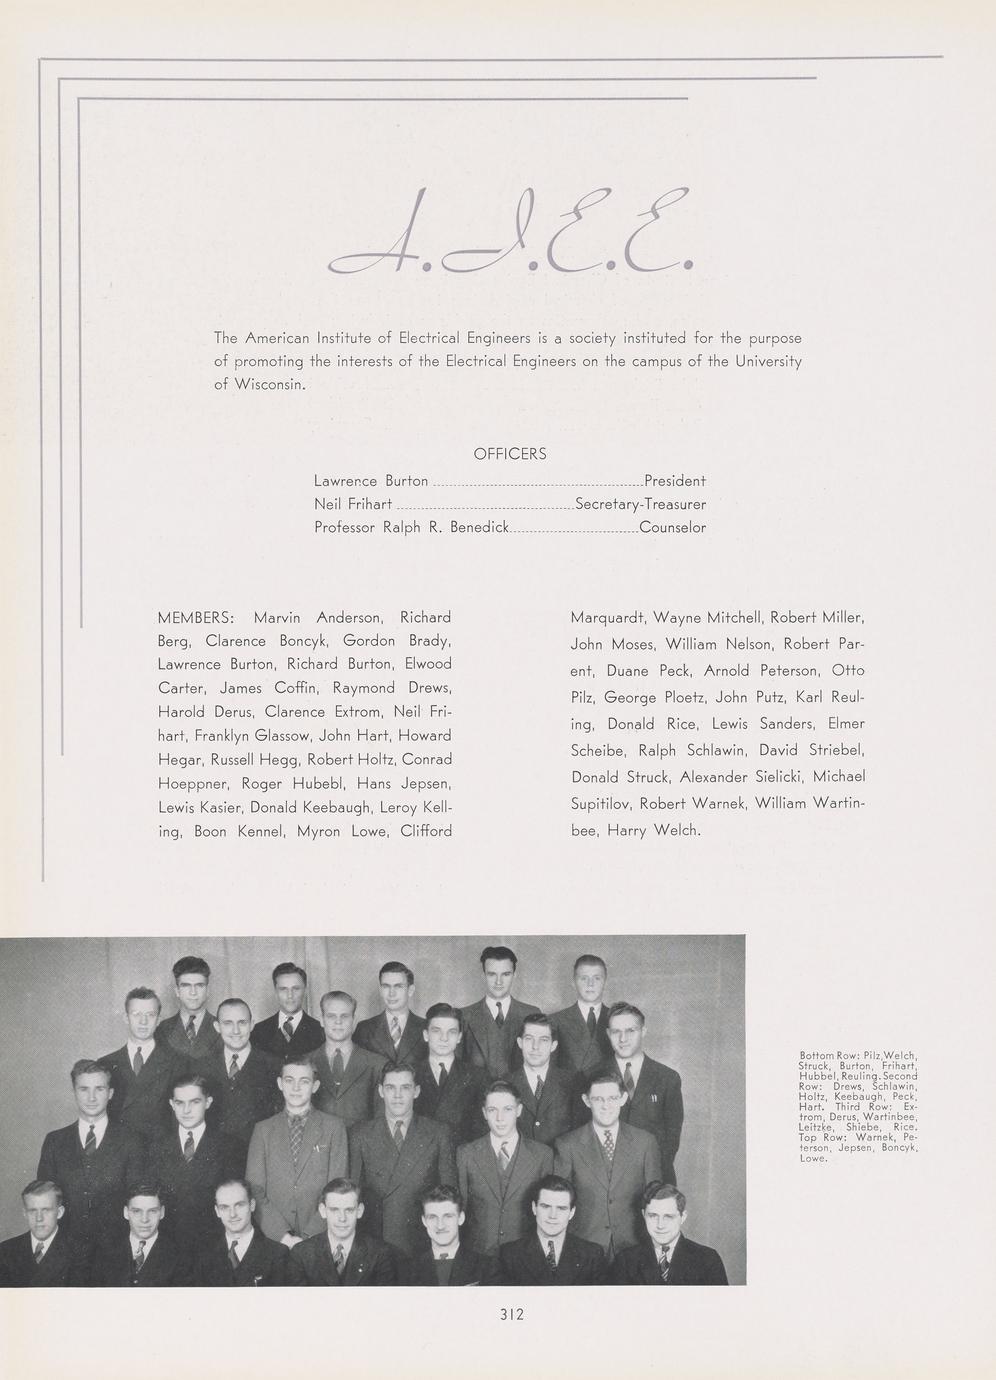 A.I.E.E.
The American Institute of Electrical Engineers is a society instituted for the purpose
of promoting the interests of the Electrical Engineers on the campus of the University
of Wisconsin.
OFFICERS
Lawrence Burton President
Neil Frihart Secretary-Treasurer
Professor Ralph R. Benedick Counselor
MEMBERS: Marvin Anderson, Richard
Berg, Clarence Boncyk, Gordon Brady,
Lawrence Burton, Richard Burton, Elwood
Carter, James Coffin, Raymond Drews,
Harold Derus, Clarence Extrom, Neil Fri-
hart, Franklyn Glassow, John Hart, Howard
Hegar, Russell Hegg, Robert Holtz, Conrad
Hoeppner, Roger Hubebl, Hans Jepsen,
Lewis Kasier, Donald Keebaugh, Leroy Kell-
ing, Boon Kennel, Myron Lowe, Clifford
Marquardt, Wayne Mitchell, Robert Miller,
John Moses, William Nelson, Robert Par-
ent, Duane Peck, Arnold Peterson, Otto
Pilz, George Ploetz, John Putz, Karl Reul-
ing, Donald Rice, Lewis Sanders, Elmer
Scheibe, Ralph Schlawin, David Striebel,
Donald Struck, Alexander Sielicki, Michael
Supitilov, Robert Warnek, William Wartin-
bee, Harry Welch.
Bottom Row: Pilz, Welch,
Struck, Burton, Frihart,
Hubbel, Reuling. Second
Row: Drews, Schlawin,
Holtz, Keebaugh, Peck,
Hart. Third Row: Ex-
trom, Derus, Wartinbee,
Leitzke, Shiebe, Rice.
Top Row: Warnek, Pe-
terson, Jepsen, Boncyk,
Lowe.
312